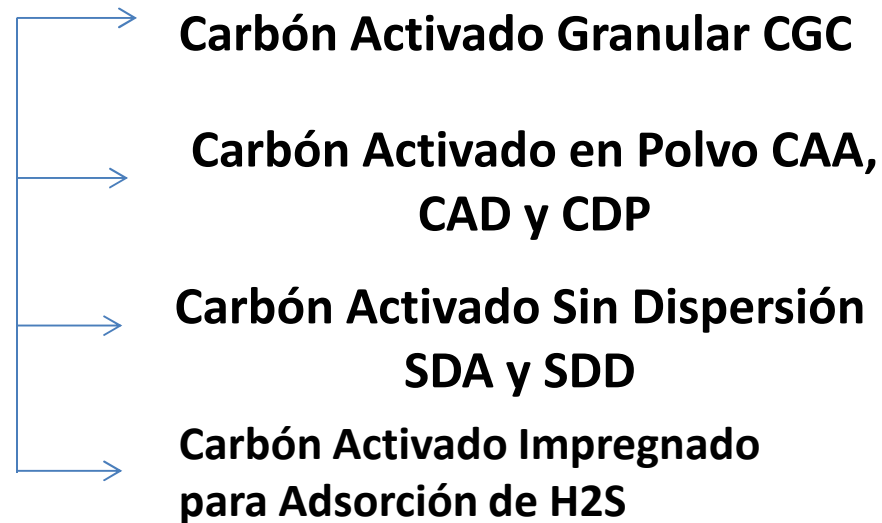 Carbón Activado Granular CGC
Carbón Activado en Polvo CAA,
CAD y CDP
Carbón Activado Sin Dispersión
SDA y SDD
Carbón Activado Impregnado
para Adsorción de H2S